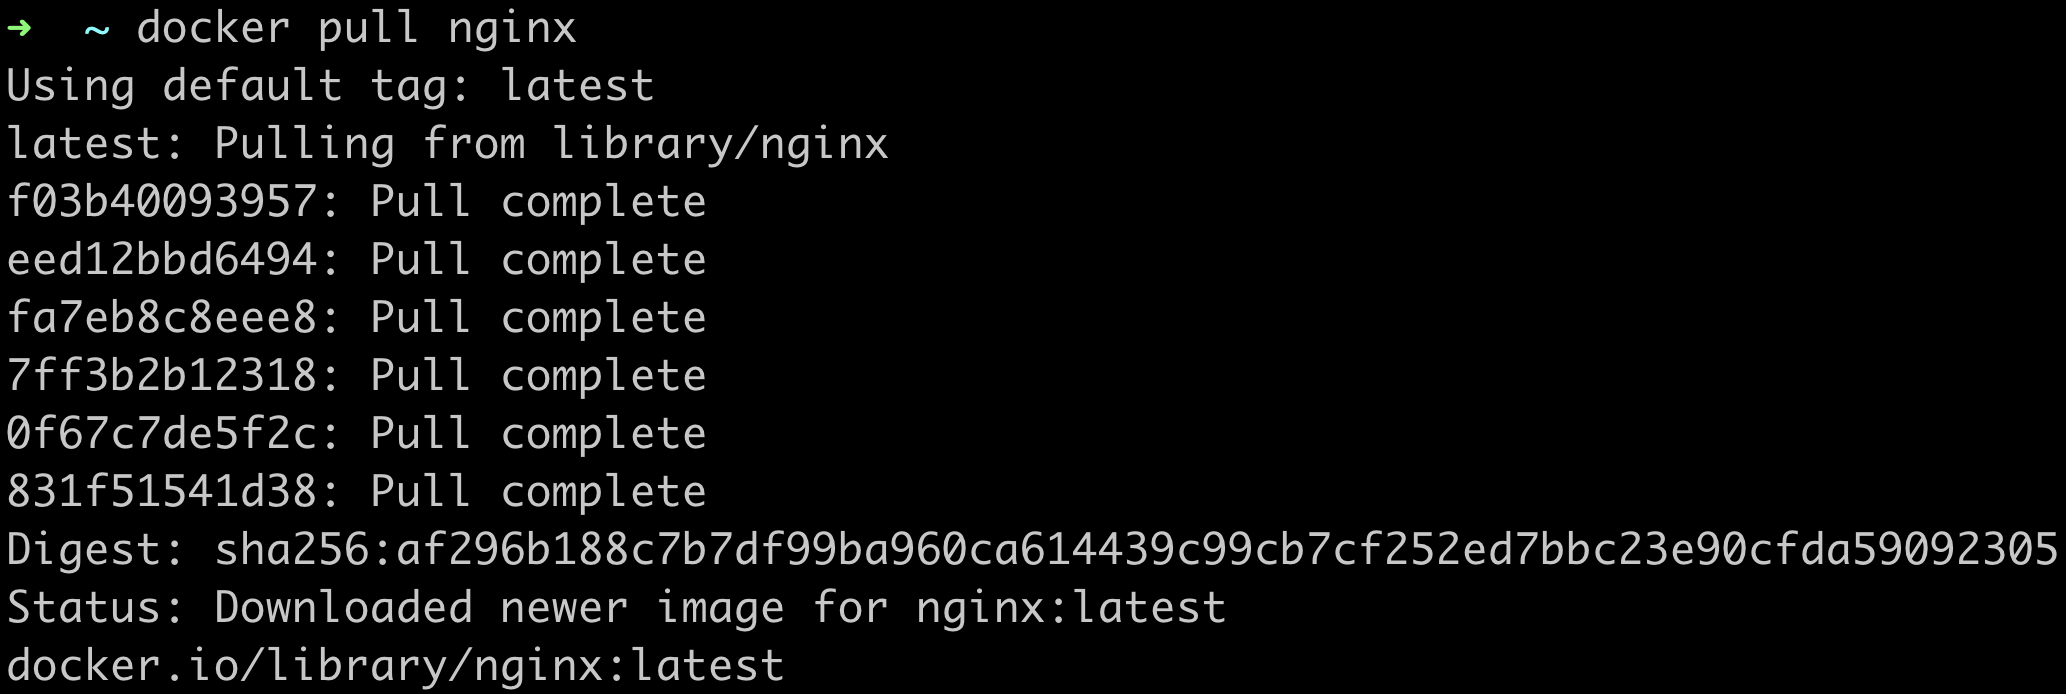 ➜  ~ docker pull nginx
Using default tag: latest
latest: Pulling from library/nginx
f03b40093957: Pull complete
eed12bbd6494: Pull complete
fa7eb8c8eee8: Pull complete
7ff3b2b12318: Pull complete
0f67c7de5f2c: Pull complete
831f51541d38: Pull complete
Digest: sha256:af296b188c7b7df99ba960ca614439c99cb7cf252ed7bbc23e90cfda59092305
Status: Downloaded newer image for nginx:latest
docker.io/library/nginx:latest